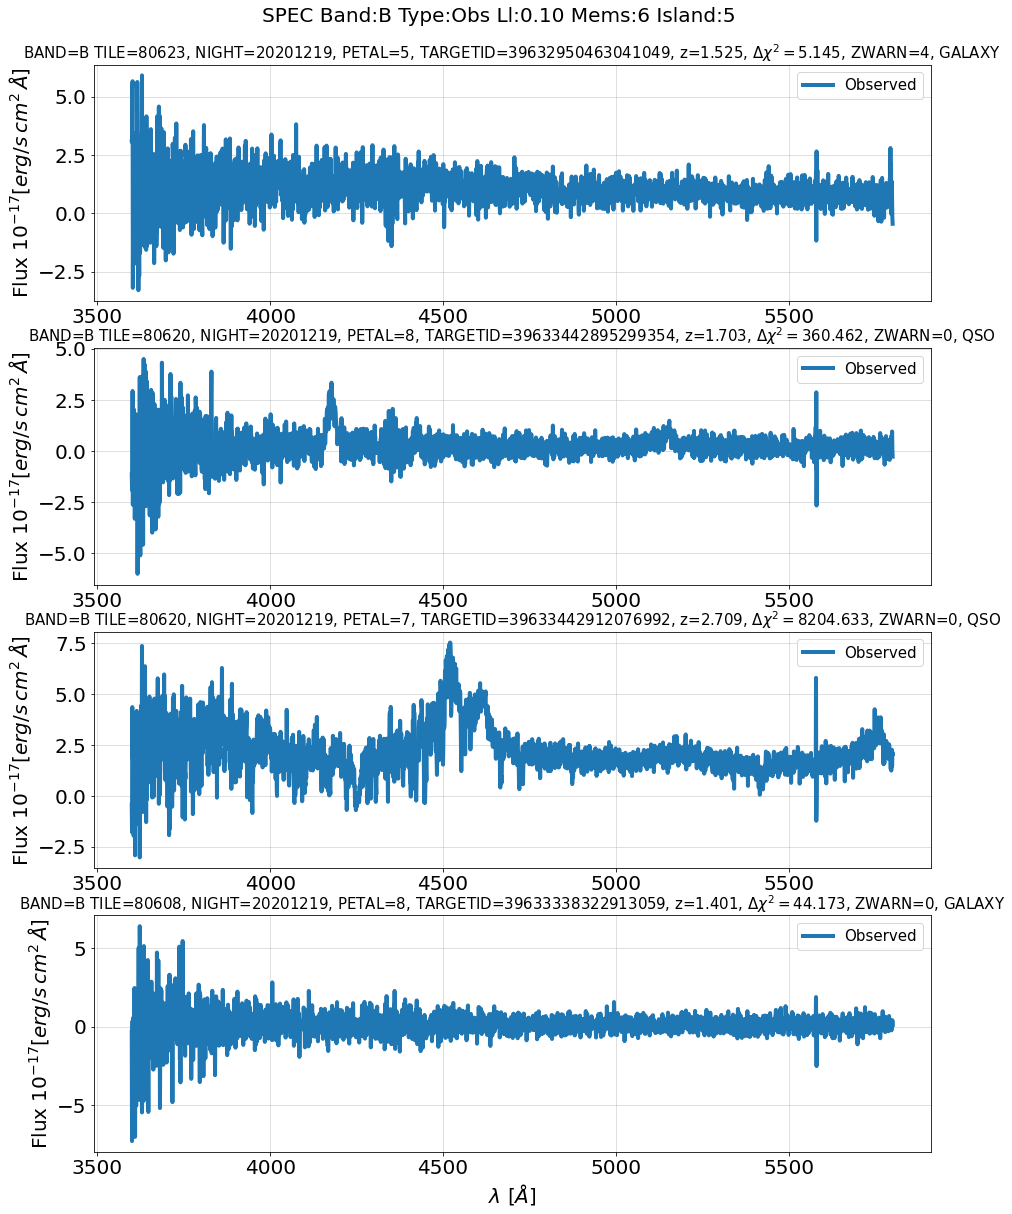 SPEC Band:B Type:Obs Ll:0.10 Mems:6 Island:5
BAND=B TILE=80623, NIGHT=20201219, PETAL=5, TARGETID=39632950463041049, z=1.525, Δχ² = 5.145, ZWARN=4, GALAXY
Observed
Flux 10⁻¹⁷[erg/s cm² Å]
5.0
2.5
0.0
−2.5
3500 4000 4500 5000 5500
BAND=B TILE=80620, NIGHT=20201219, PETAL=8, TARGETID=39633442895299354, z=1.703, Δχ² = 360.462, ZWARN=0, QSO
Observed
Flux 10⁻¹⁷[erg/s cm² Å]
5.0
2.5
0.0
−2.5
−5.0
3500 4000 4500 5000 5500
BAND=B TILE=80620, NIGHT=20201219, PETAL=7, TARGETID=39633442912076992, z=2.709, Δχ² = 8204.633, ZWARN=0, QSO
Observed
Flux 10⁻¹⁷[erg/s cm² Å]
7.5
5.0
2.5
0.0
−2.5
3500 4000 4500 5000 5500
BAND=B TILE=80608, NIGHT=20201219, PETAL=8, TARGETID=39633338322913059, z=1.401, Δχ² = 44.173, ZWARN=0, GALAXY
Observed
Flux 10⁻¹⁷[erg/s cm² Å]
5
0
−5
3500 4000 4500 5000 5500
λ [Å]